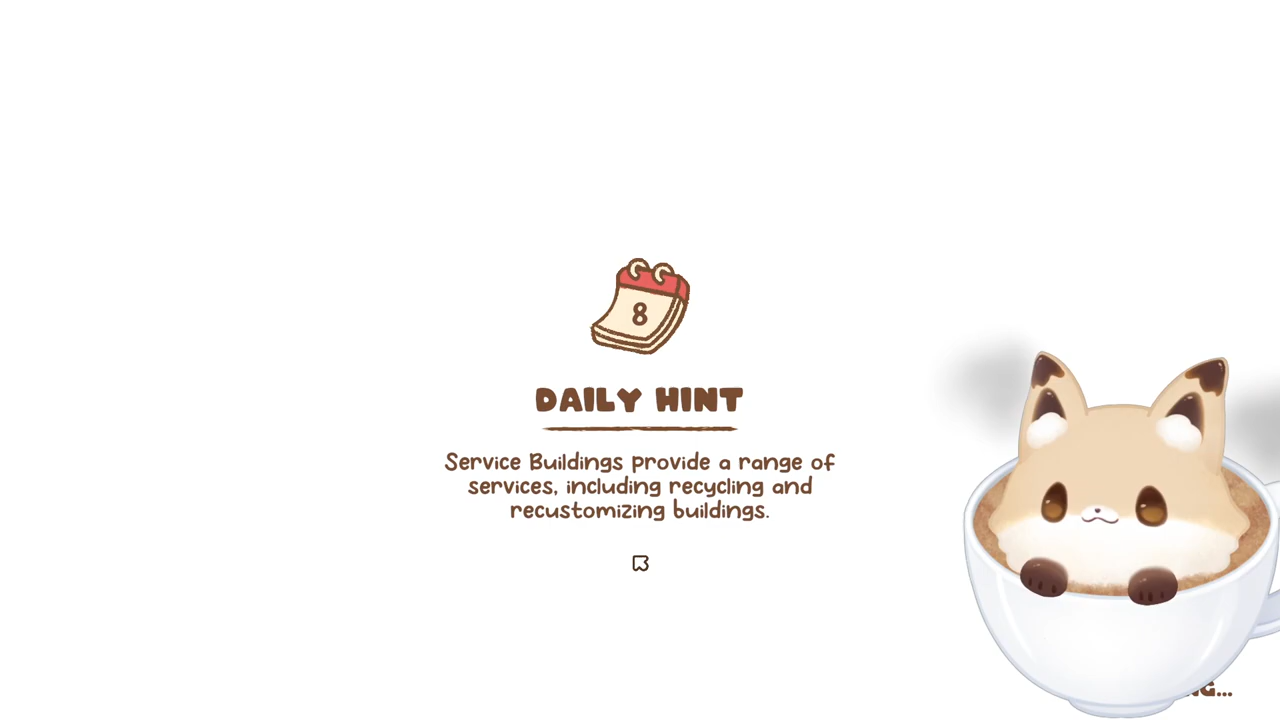 8
DAILY HINT
Service Buildings provide a range of
services, including recycling and
recustomizing buildings.